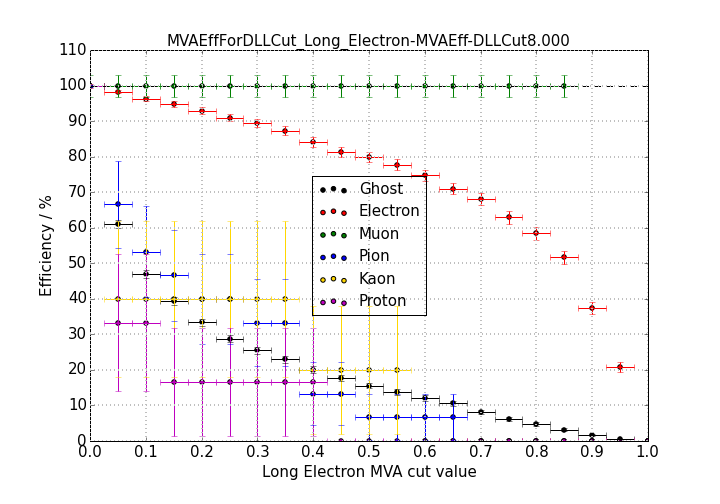 MVAEffForDLLCut_Long_Electron-MVAEff-DLLCut8.000
110
100
90
80
70
60
50
40
30
20
10
0
Efficiency / %
Ghost
Electron
Muon
Pion
Kaon
Proton
0.0 0.1 0.2 0.3 0.4 0.5 0.6 0.7 0.8 0.9 1.0
Long Electron MVA cut value